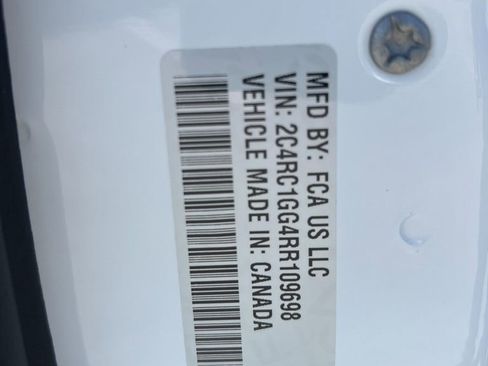 MFD BY: FCA US LLC
VIN: 2C4RC1GG4RR109698
VEHICLE MADE IN: CANADA